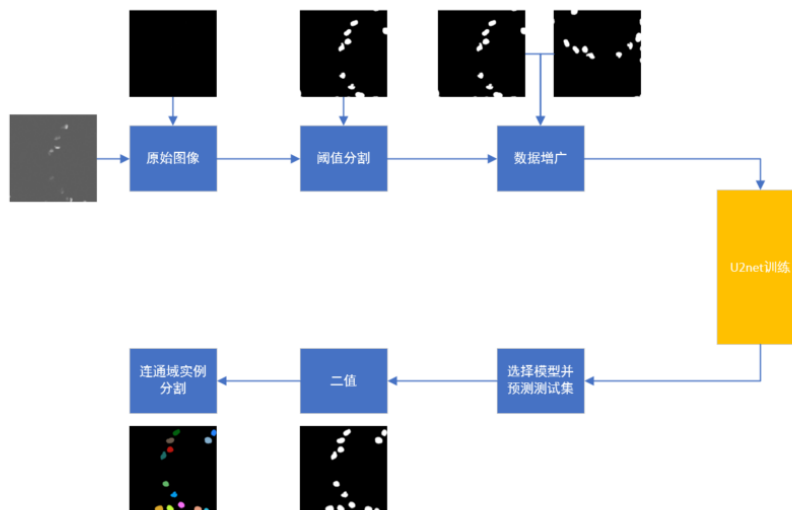 原始图像
阈值分割
数据增广
U2net训练
连通域实例
分割
二值
选择模型并
预测测试集